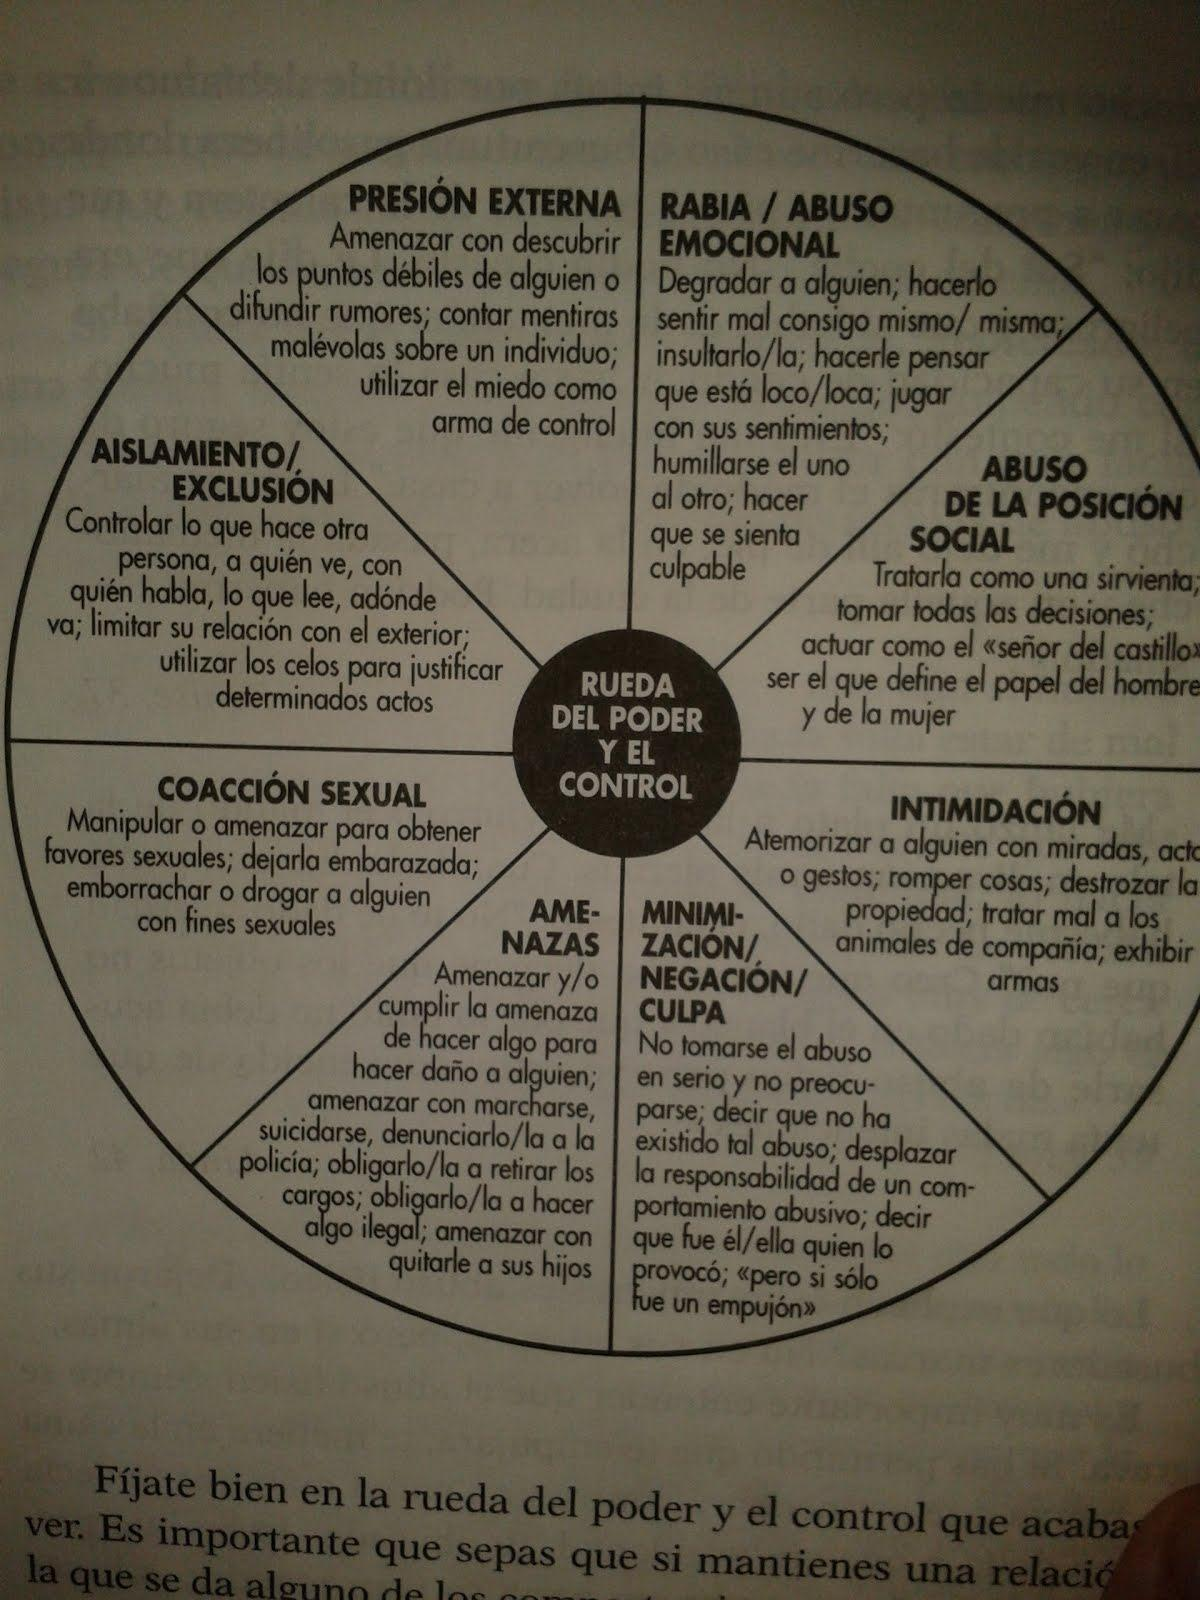 PRESIÓN EXTERNA
Amenazar con descubrir
los puntos débiles de alguien o
difundir rumores; contar mentiras
malévolas sobre un individuo;
utilizar el miedo como
arma de control
RABIA / ABUSO
EMOCIONAL
Degradar a alguien; hacerlo
sentir mal consigo mismo/ misma;
insultarlo/la; hacerle pensar
que está loco/loca; jugar
con sus sentimientos;
humillarse el uno
al otro; hacer
que se sienta
culpable
AISLAMIENTO/
EXCLUSIÓN
Controlar lo que hace otra
persona, a quién ve, con
quién habla, lo que lee, adónde
va; limitar su relación con el exterior;
utilizar los celos para justificar
determinados actos
ABUSO
DE LA POSICIÓN
SOCIAL
Tratarla como una sirvienta;
tomar todas las decisiones;
actuar como el «señor del castillo»
ser el que define el papel del hombre
y de la mujer
RUEDA
DEL PODER
Y EL
CONTROL
COACCIÓN SEXUAL
Manipular o amenazar para obtener
favores sexuales; dejarla embarazada;
emborrachar o drogar a alguien
con fines sexuales
INTIMIDACIÓN
Atemorizar a alguien con miradas,
o gestos; romper cosas; destrozar la
propiedad; tratar mal a los
animales de compañía; exhibir
armas
AME-
NAZAS
Amenazar y/o
cumplir la amenaza
de hacer algo para
hacer daño a alguien;
amenazar con marcharse,
suicidarse, denunciarlo/la a la
policía; obligarlo/la a retirar los
cargos; obligarlo/la a hacer
algo ilegal; amenazar con
quitarle a sus hijos
MINIMI-
ZACIÓN/
NEGACIÓN/
CULPA
No tomarse el abuso
en serio y no preocu-
parse; decir que no ha
existido tal abuso; desplazar
la responsabilidad de un com-
portamiento abusivo; decir
que fue él/ella quien lo
provocó; «pero si sólo
fue un empujón»
Fíjate bien en la rueda del poder y el control que acabas
ver. Es importante que sepas que si mantienes una
la que se da alguno de los